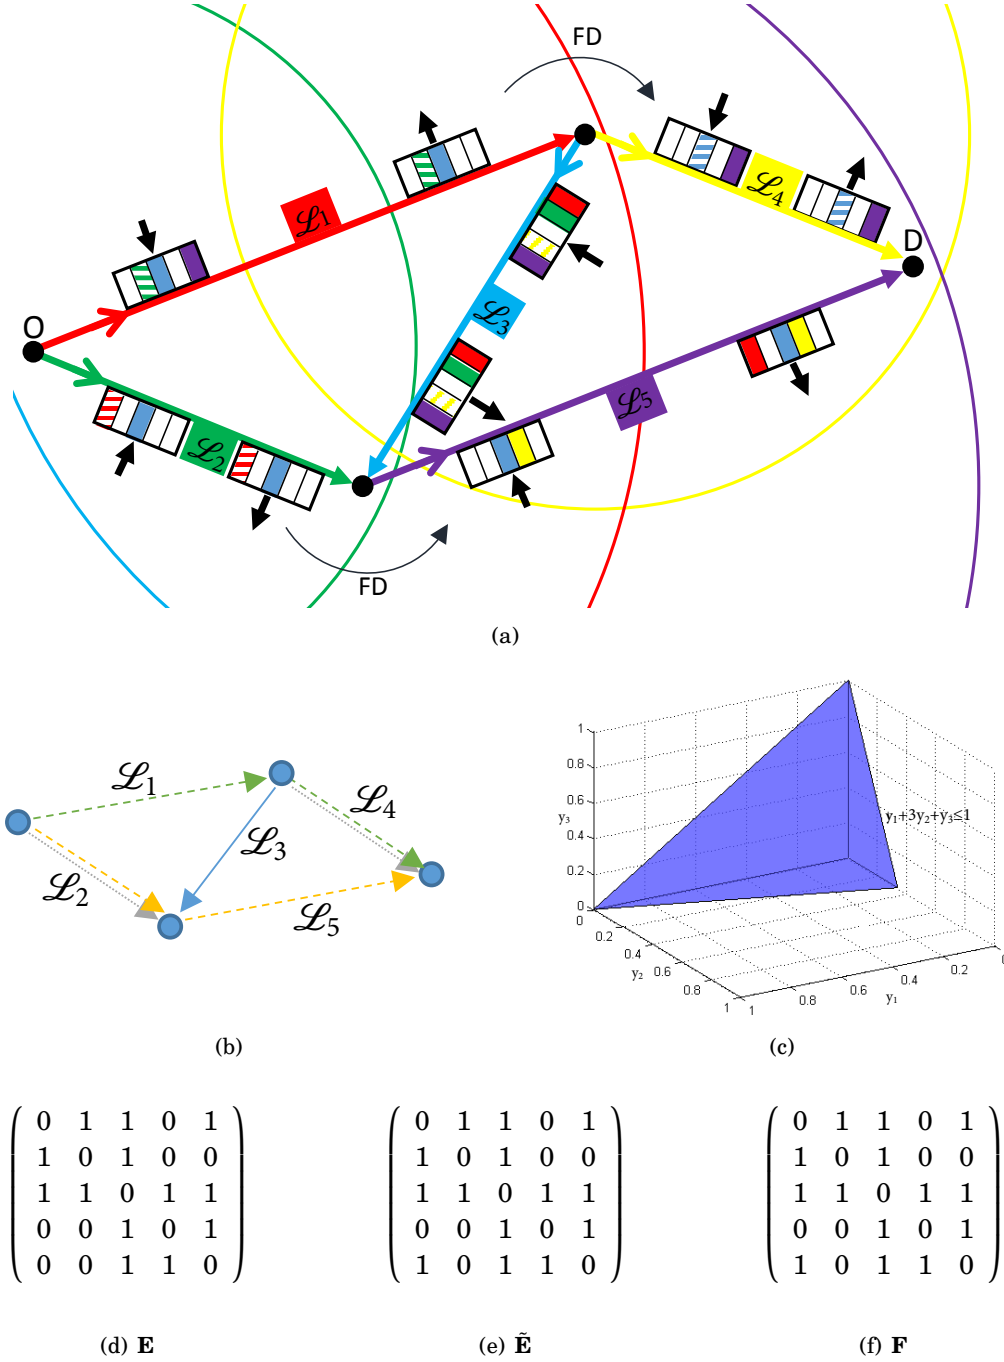 FD
ℒ1
ℒ4
O
D
ℒ3
ℒ5
ℒ2
FD
(a)
ℒ1
ℒ4
ℒ3
ℒ2
ℒ5
(b)
1
0.8
0.6
y3
0.4
0.2
0
y1+3y2+y3≤1
0
0.2
0.4
y2
0.6
0.8
1
1
0.8
0.6
y1
0.4
0.2
(c)
0 1 1 0 1
1 0 1 0 0
1 1 0 1 1
0 0 1 0 1
0 0 1 1 0
(d) E
0 1 1 0 1
1 0 1 0 0
1 1 0 1 1
0 0 1 0 1
1 0 1 1 0
(e) Ẽ
0 1 1 0 1
1 0 1 0 0
1 1 0 1 1
0 0 1 0 1
1 0 1 1 0
(f) F